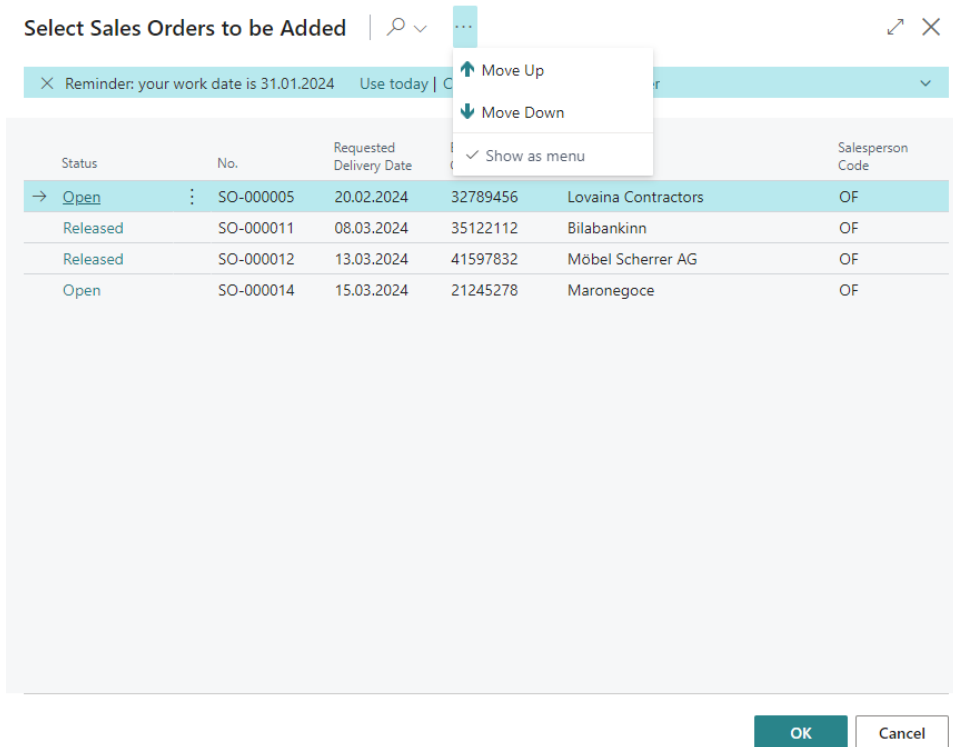 Select Sales Orders to be Added
Move Up
Move Down
Show as menu
Reminder: your work date is 31.01.2024 Use today |
Status No. Requested Delivery Date Salesperson Code
Open SO-000005 20.02.2024 32789456 Lovaina Contractors OF
Released SO-000011 08.03.2024 35122112 Bilabankinn OF
Released SO-000012 13.03.2024 41597832 Möbel Scherrer AG OF
Open SO-000014 15.03.2024 21245278 Maronegoce OF
OK Cancel